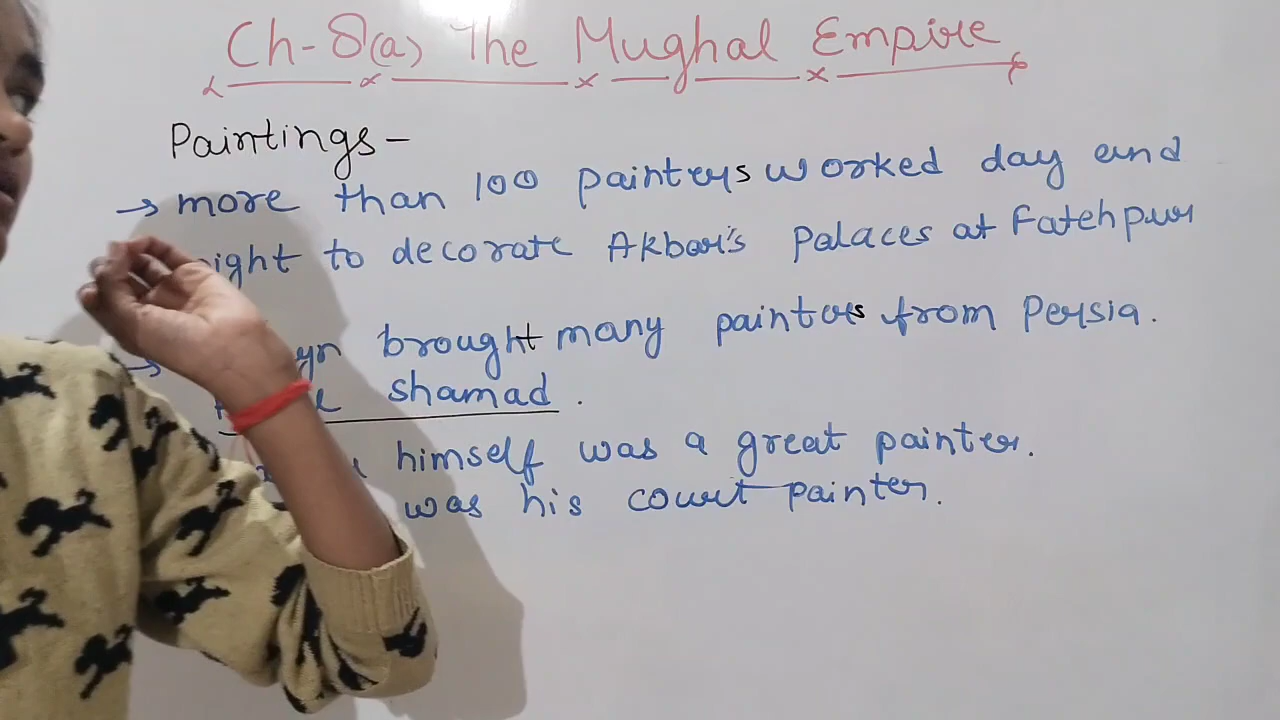 Ch-8(a) The Mughal Empire
Paintings -
→ more than 100 painters worked day and
night to decorate Akbar's palaces at Fatehpur
→ brought many painters from Persia.
shamad.
himself was a great painter.
was his court painter.